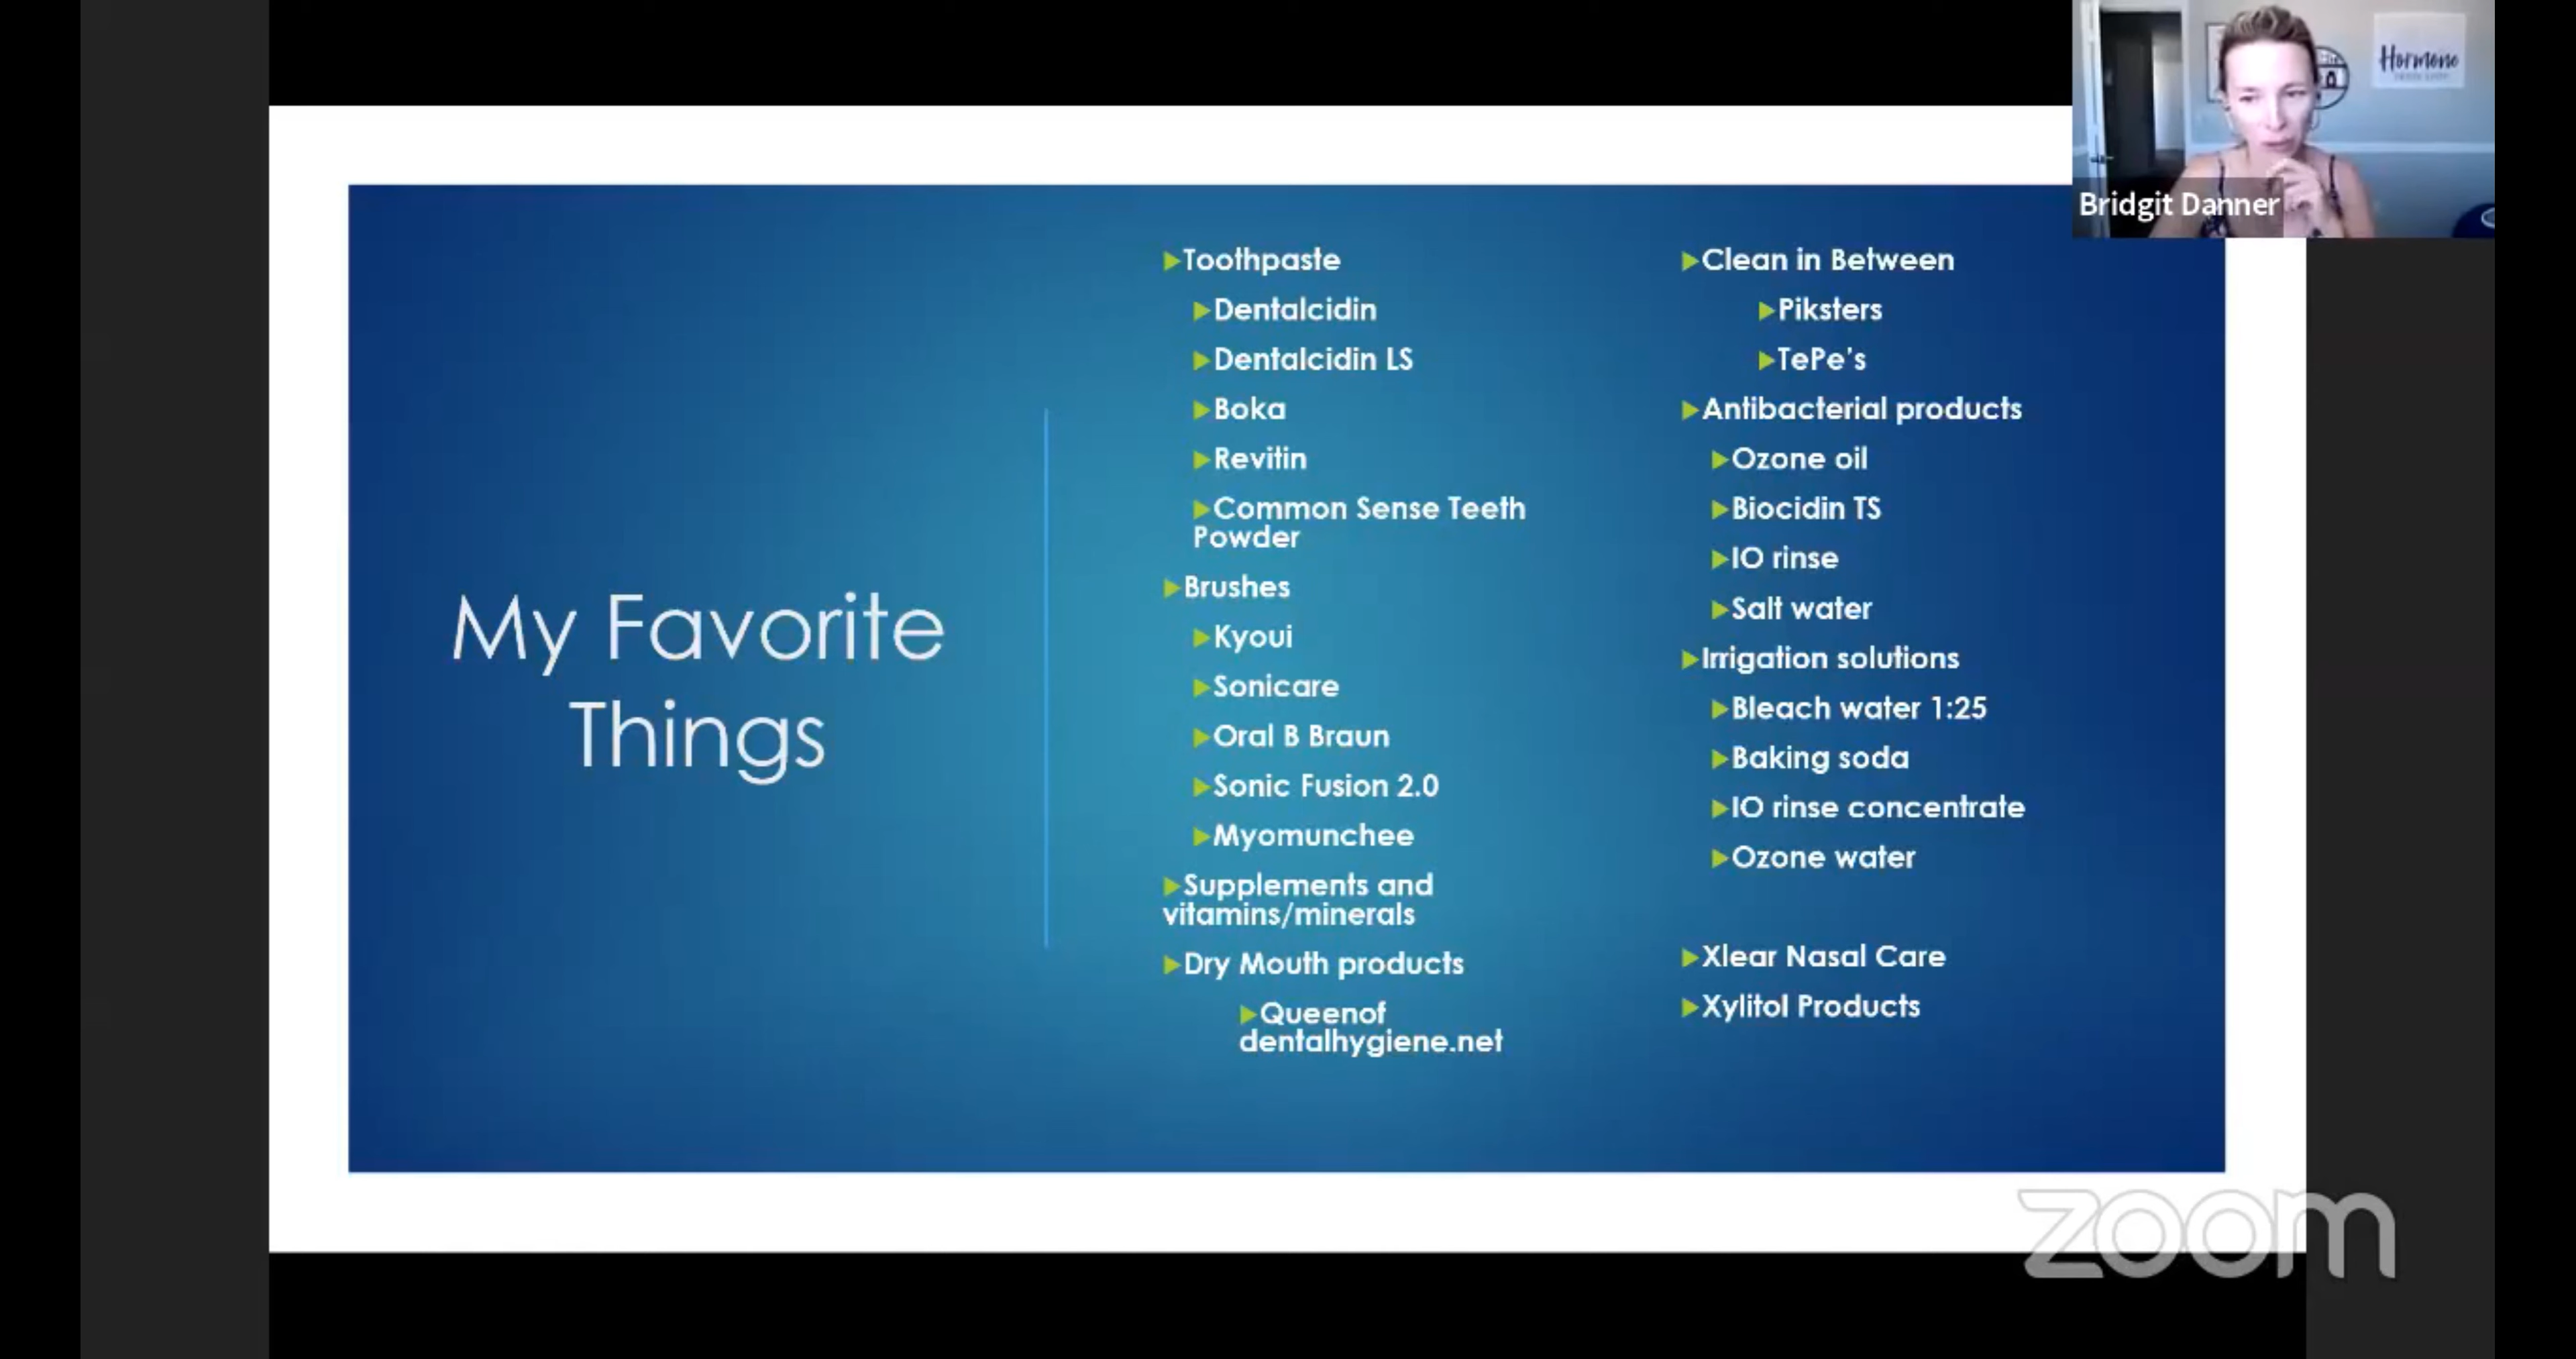 Hormone
Bridgit Danner
My Favorite
Things
Toothpaste
Dentalcidin
Dentalcidin LS
Boka
Revitin
Common Sense Teeth
Powder
Brushes
Kyoui
Sonicare
Oral B Braun
Sonic Fusion 2.0
Myomunchee
Supplements and
vitamins/minerals
Dry Mouth products
Queenof
dentalhygiene.net
Clean in Between
Piksters
TePe's
Antibacterial products
Ozone oil
Biocidin TS
IO rinse
Salt water
Irrigation solutions
Bleach water 1:25
Baking soda
IO rinse concentrate
Ozone water
Xlear Nasal Care
Xylitol Products
zoom